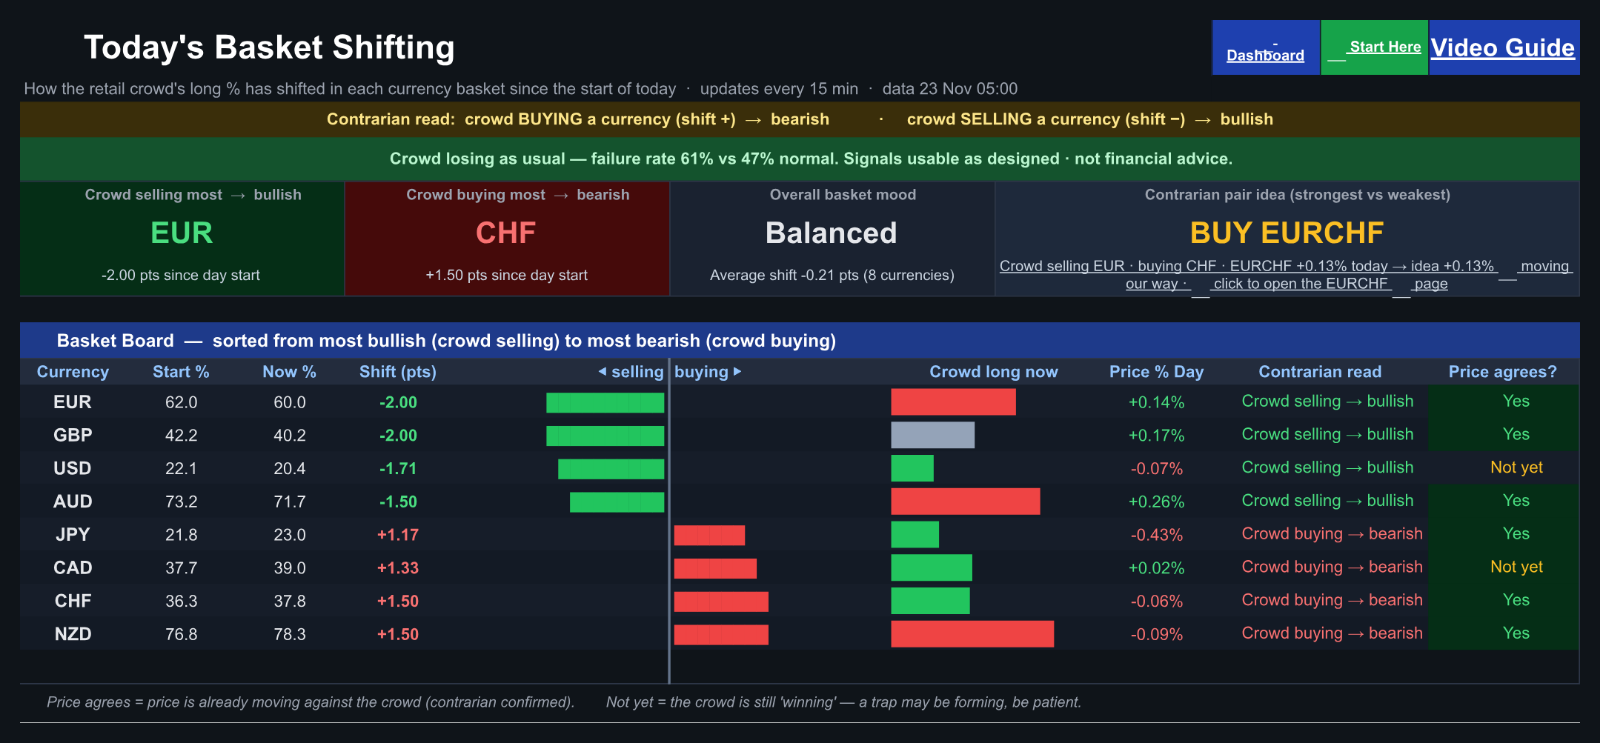 Today's Basket Shifting
Dashboard
Start Here
Video Guide
How the retail crowd's long % has shifted in each currency basket since the start of today · updates every 15 min · data 23 Nov 05:00
Contrarian read: crowd BUYING a currency (shift +) → bearish · crowd SELLING a currency (shift −) → bullish
Crowd losing as usual — failure rate 61% vs 47% normal. Signals usable as designed · not financial advice.
Crowd selling most → bullish
EUR
-2.00 pts since day start
Crowd buying most → bearish
CHF
+1.50 pts since day start
Overall basket mood
Balanced
Average shift -0.21 pts (8 currencies)
Contrarian pair idea (strongest vs weakest)
BUY EURCHF
Crowd selling EUR · buying CHF · EURCHF +0.13% today → idea +0.13% moving
our way · click to open the EURCHF page
Basket Board — sorted from most bullish (crowd selling) to most bearish (crowd buying)
Currency Start % Now % Shift (pts) ◄ selling buying ► Crowd long now Price % Day Contrarian read Price agrees?
EUR 62.0 60.0 -2.00 +0.14% Crowd selling → bullish Yes
GBP 42.2 40.2 -2.00 +0.17% Crowd selling → bullish Yes
USD 22.1 20.4 -1.71 -0.07% Crowd selling → bullish Not yet
AUD 73.2 71.7 -1.50 +0.26% Crowd selling → bullish Yes
JPY 21.8 23.0 +1.17 -0.43% Crowd buying → bearish Yes
CAD 37.7 39.0 +1.33 +0.02% Crowd buying → bearish Not yet
CHF 36.3 37.8 +1.50 -0.06% Crowd buying → bearish Yes
NZD 76.8 78.3 +1.50 -0.09% Crowd buying → bearish Yes
Price agrees = price is already moving against the crowd (contrarian confirmed). Not yet = the crowd is still 'winning' — a trap may be forming, be patient.